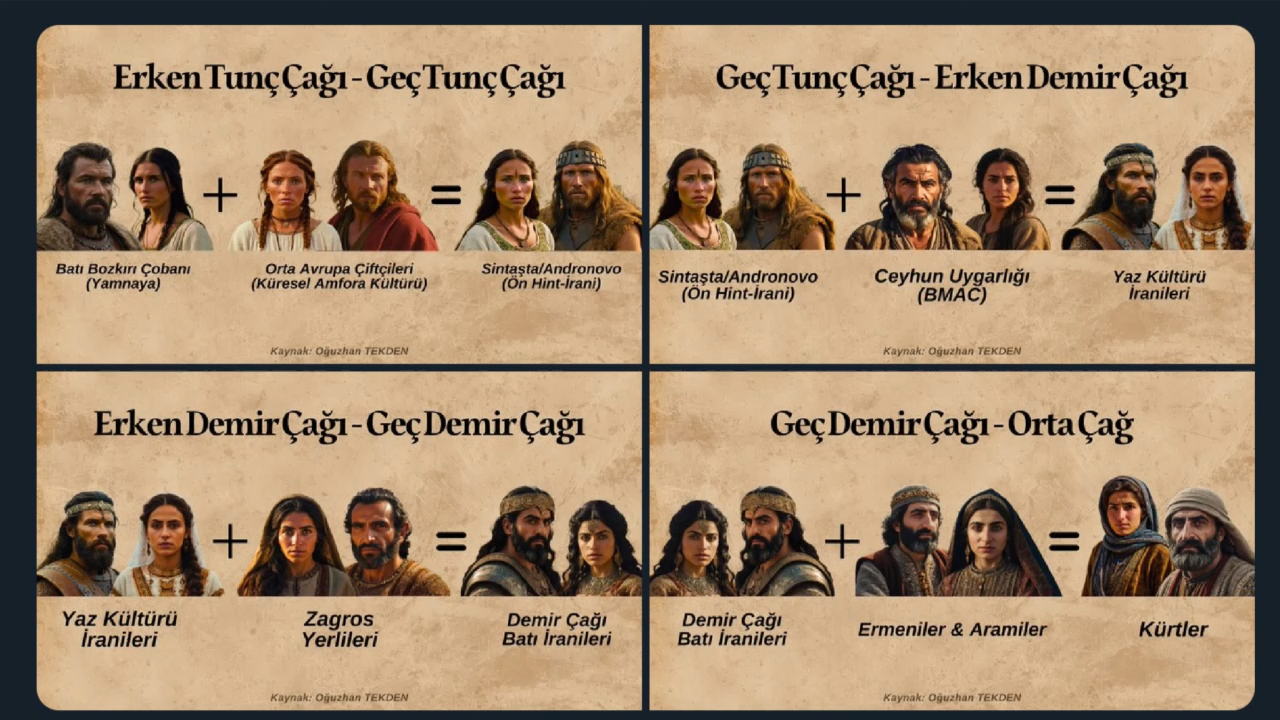 Erken Tunç Çağı - Geç Tunç Çağı
Batı Bozkırı Çobanı
(Yamnaya)
Orta Avrupa Çiftçileri
(Küresel Amfora Kültürü)
Sintaşta/Andronovo
(Ön Hint-İrani)
+
=
Kaynak: Oğuzhan TEKDEN
Geç Tunç Çağı - Erken Demir Çağı
Sintaşta/Andronovo
(Ön Hint-İrani)
Ceyhun Uygarlığı
(BMAC)
Yaz Kültürü
İranileri
+
=
Kaynak: Oğuzhan TEKDEN
Erken Demir Çağı - Geç Demir Çağı
Yaz Kültürü
İranileri
Zagros
Yerlileri
Demir Çağı
Batı İranileri
+
=
Kaynak: Oğuzhan TEKDEN
Geç Demir Çağı - Orta Çağ
Demir Çağı
Batı İranileri
Ermeniler & Aramiler
Kürtler
+
=
Kaynak: Oğuzhan TEKDEN